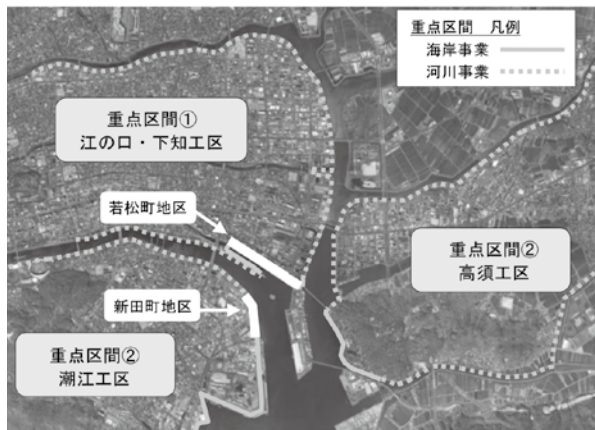 重点区間　凡例
海岸事業
河川事業
重点区間①
江の口・下知工区
若松町地区
重点区間②
高須工区
新田町地区
重点区間②
潮江工区